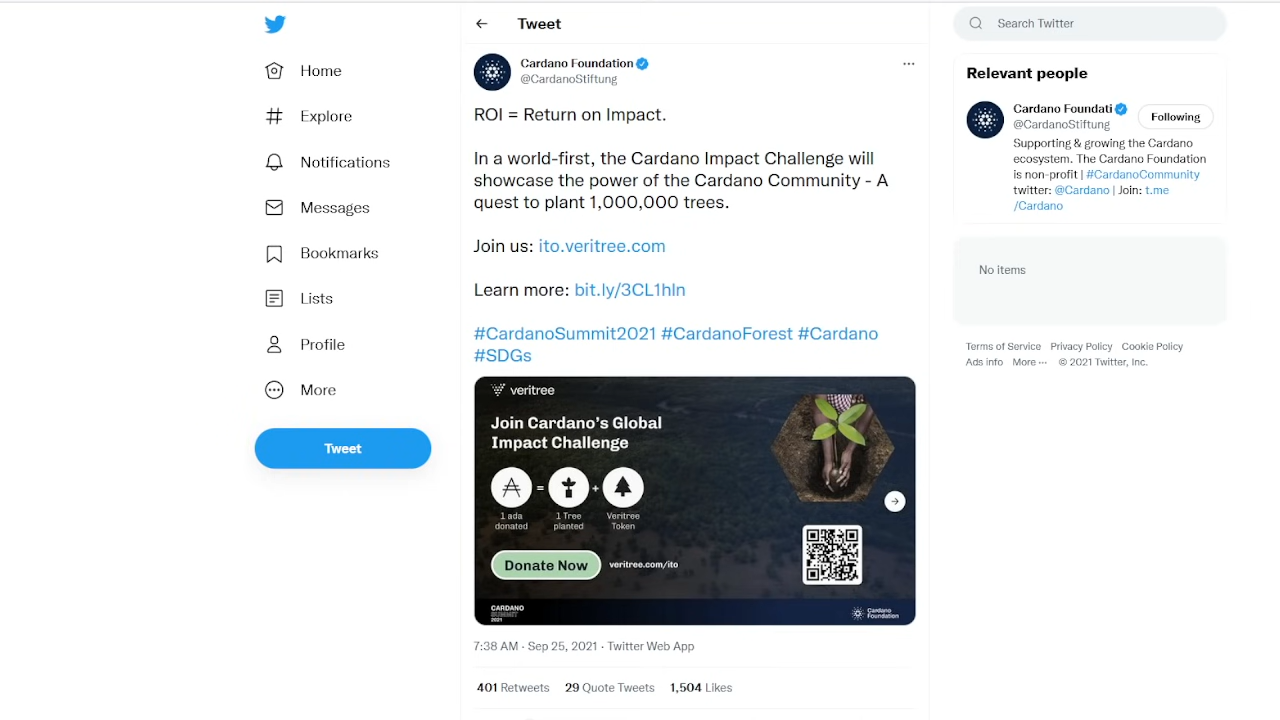 Tweet
Search Twitter
Home
Explore
Notifications
Messages
Bookmarks
Lists
Profile
More
Tweet
Cardano Foundation
@CardanoStiftung
ROI = Return on Impact.
In a world-first, the Cardano Impact Challenge will
showcase the power of the Cardano Community - A
quest to plant 1,000,000 trees.
Join us: ito.veritree.com
Learn more: bit.ly/3CL1hln
#CardanoSummit2021 #CardanoForest #Cardano
#SDGs
veritree
Join Cardano's Global
Impact Challenge
=
+
1 ada
donated
1 Tree
planted
Veritree
Token
Donate Now
veritree.com/ito
CARDANO
SUMMIT
2021
Cardano
Foundation
7:38 AM · Sep 25, 2021 · Twitter Web App
401 Retweets 29 Quote Tweets 1,504 Likes
Relevant people
Cardano Foundati
@CardanoStiftung
Following
Supporting & growing the Cardano
ecosystem. The Cardano Foundation
is non-profit | #CardanoCommunity
twitter: @Cardano | Join: t.me
/Cardano
No items
Terms of Service Privacy Policy Cookie Policy
Ads info More ··· © 2021 Twitter, Inc.